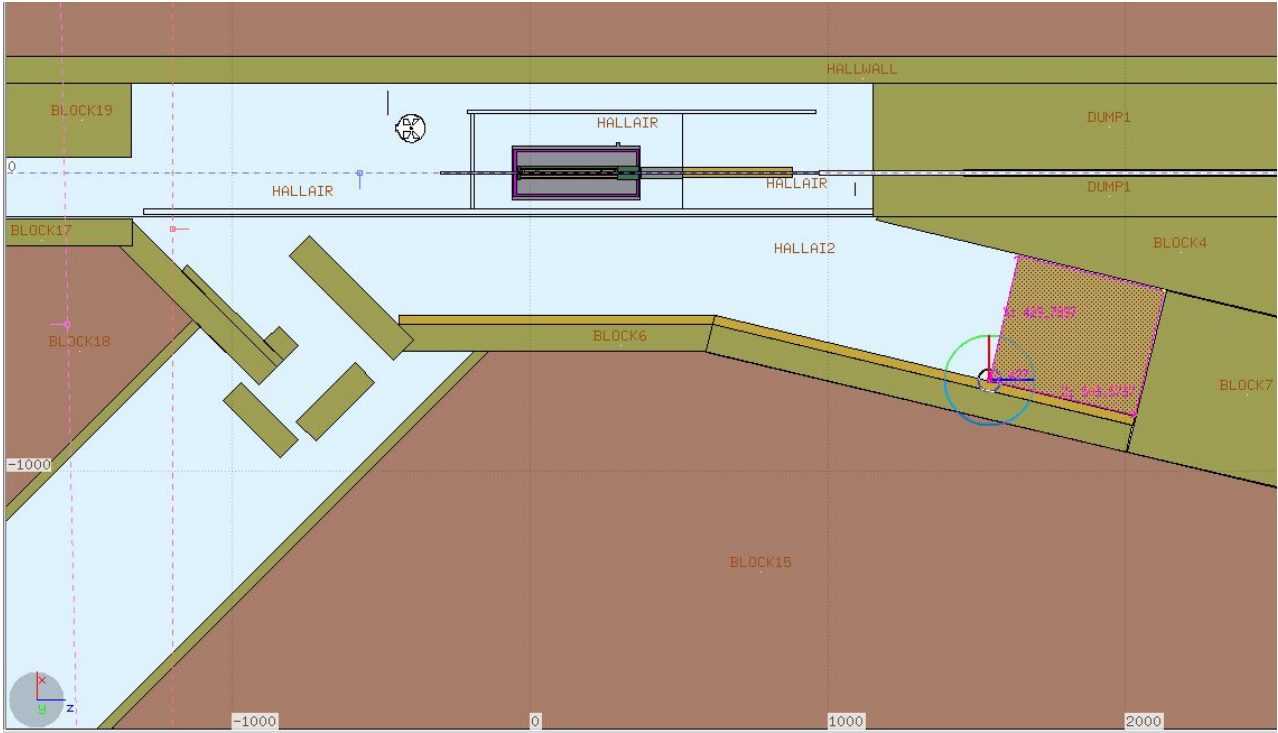 HALLWALL
BLOCK19
DUMP1
HALLAIR
0
HALLAIR
HALLAIR
DUMP1
BLOCK17
BLOCK4
HALLAI2
BLOCK18
BLOCK6
BLOCK7
-1000
BLOCK15
x
y
z
-1000
0
1000
2000